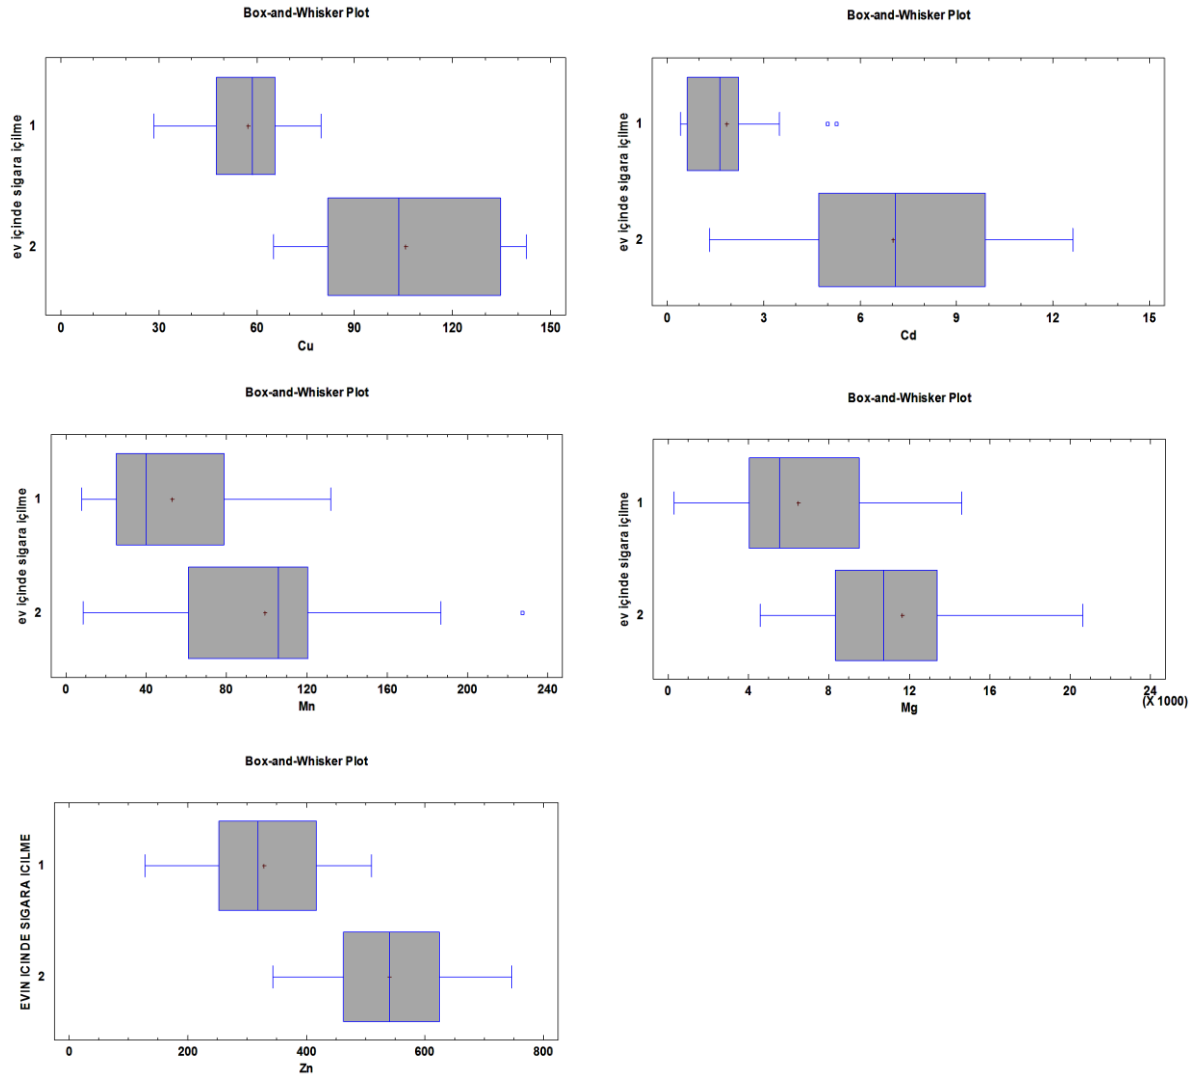 Box-and-Whisker Plot
ev içinde sigara içilme
1
2
0 30 60 90 120 150
Cu
Box-and-Whisker Plot
ev içinde sigara içilme
1
2
0 3 6 9 12 15
Cd
Box-and-Whisker Plot
ev içinde sigara içilme
1
2
0 40 80 120 160 200 240
Mn
Box-and-Whisker Plot
ev içinde sigara içilme
1
2
0 4 8 12 16 20 24
(X 1000)
Mg
Box-and-Whisker Plot
EVIN ICINDE SIGARA ICILME
1
2
0 200 400 600 800
Zn